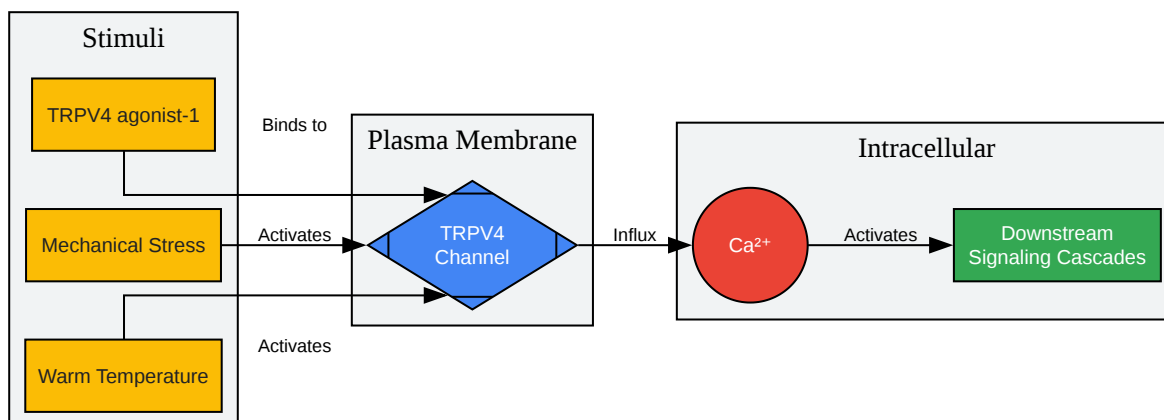 Stimuli
TRPV4 agonist-1
Binds to
Plasma Membrane
Intracellular
Mechanical Stress
Activates
TRPV4
Channel
Influx
Ca²⁺
Activates
Downstream
Signaling Cascades
Warm Temperature
Activates